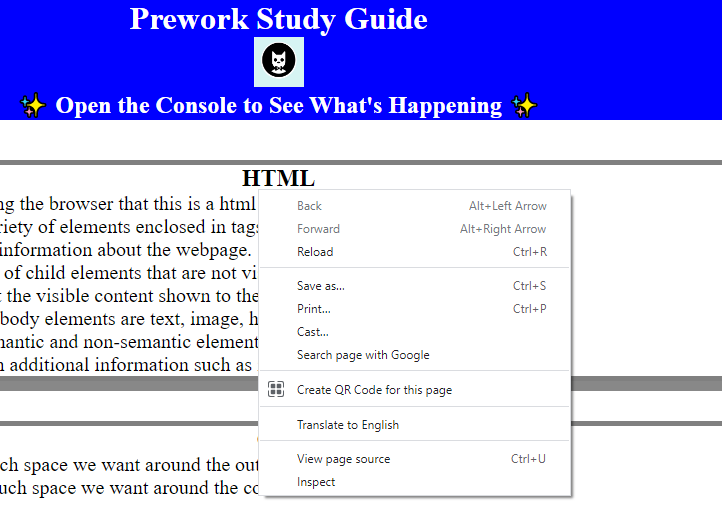 Prework Study Guide
✨ Open the Console to See What's Happening ✨
HTML
ng the browser that this is a html
riety of elements enclosed in tags
information about the webpage.
of child elements that are not vi
t the visible content shown to the
body elements are text, image, h
mantic and non-semantic element
n additional information such as
Back Alt+Left Arrow
Forward Alt+Right Arrow
Reload Ctrl+R
Save as... Ctrl+S
Print... Ctrl+P
Cast...
Search page with Google
Create QR Code for this page
Translate to English
View page source Ctrl+U
Inspect
ch space we want around the out
uch space we want around the co